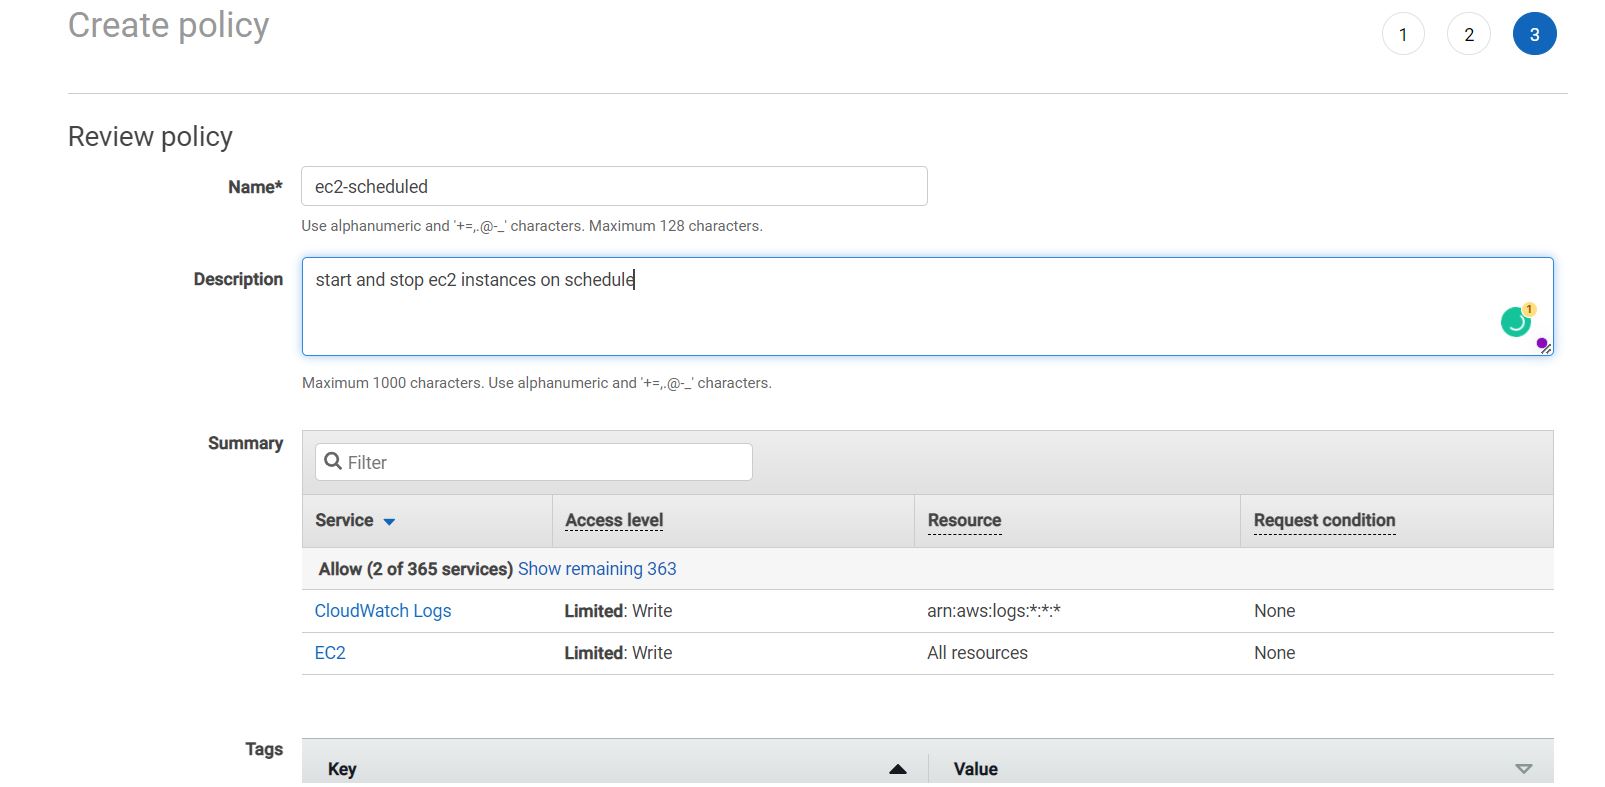 Create policy
1 2 3
Review policy
Name* ec2-scheduled
Use alphanumeric and '+=,.@-_' characters. Maximum 128 characters.
Description start and stop ec2 instances on schedule
1
Maximum 1000 characters. Use alphanumeric and '+=,.@-_' characters.
Summary Filter
Service Access level Resource Request condition
Allow (2 of 365 services) Show remaining 363
CloudWatch Logs Limited: Write arn:aws:logs:*:*:* None
EC2 Limited: Write All resources None
Tags
Key Value